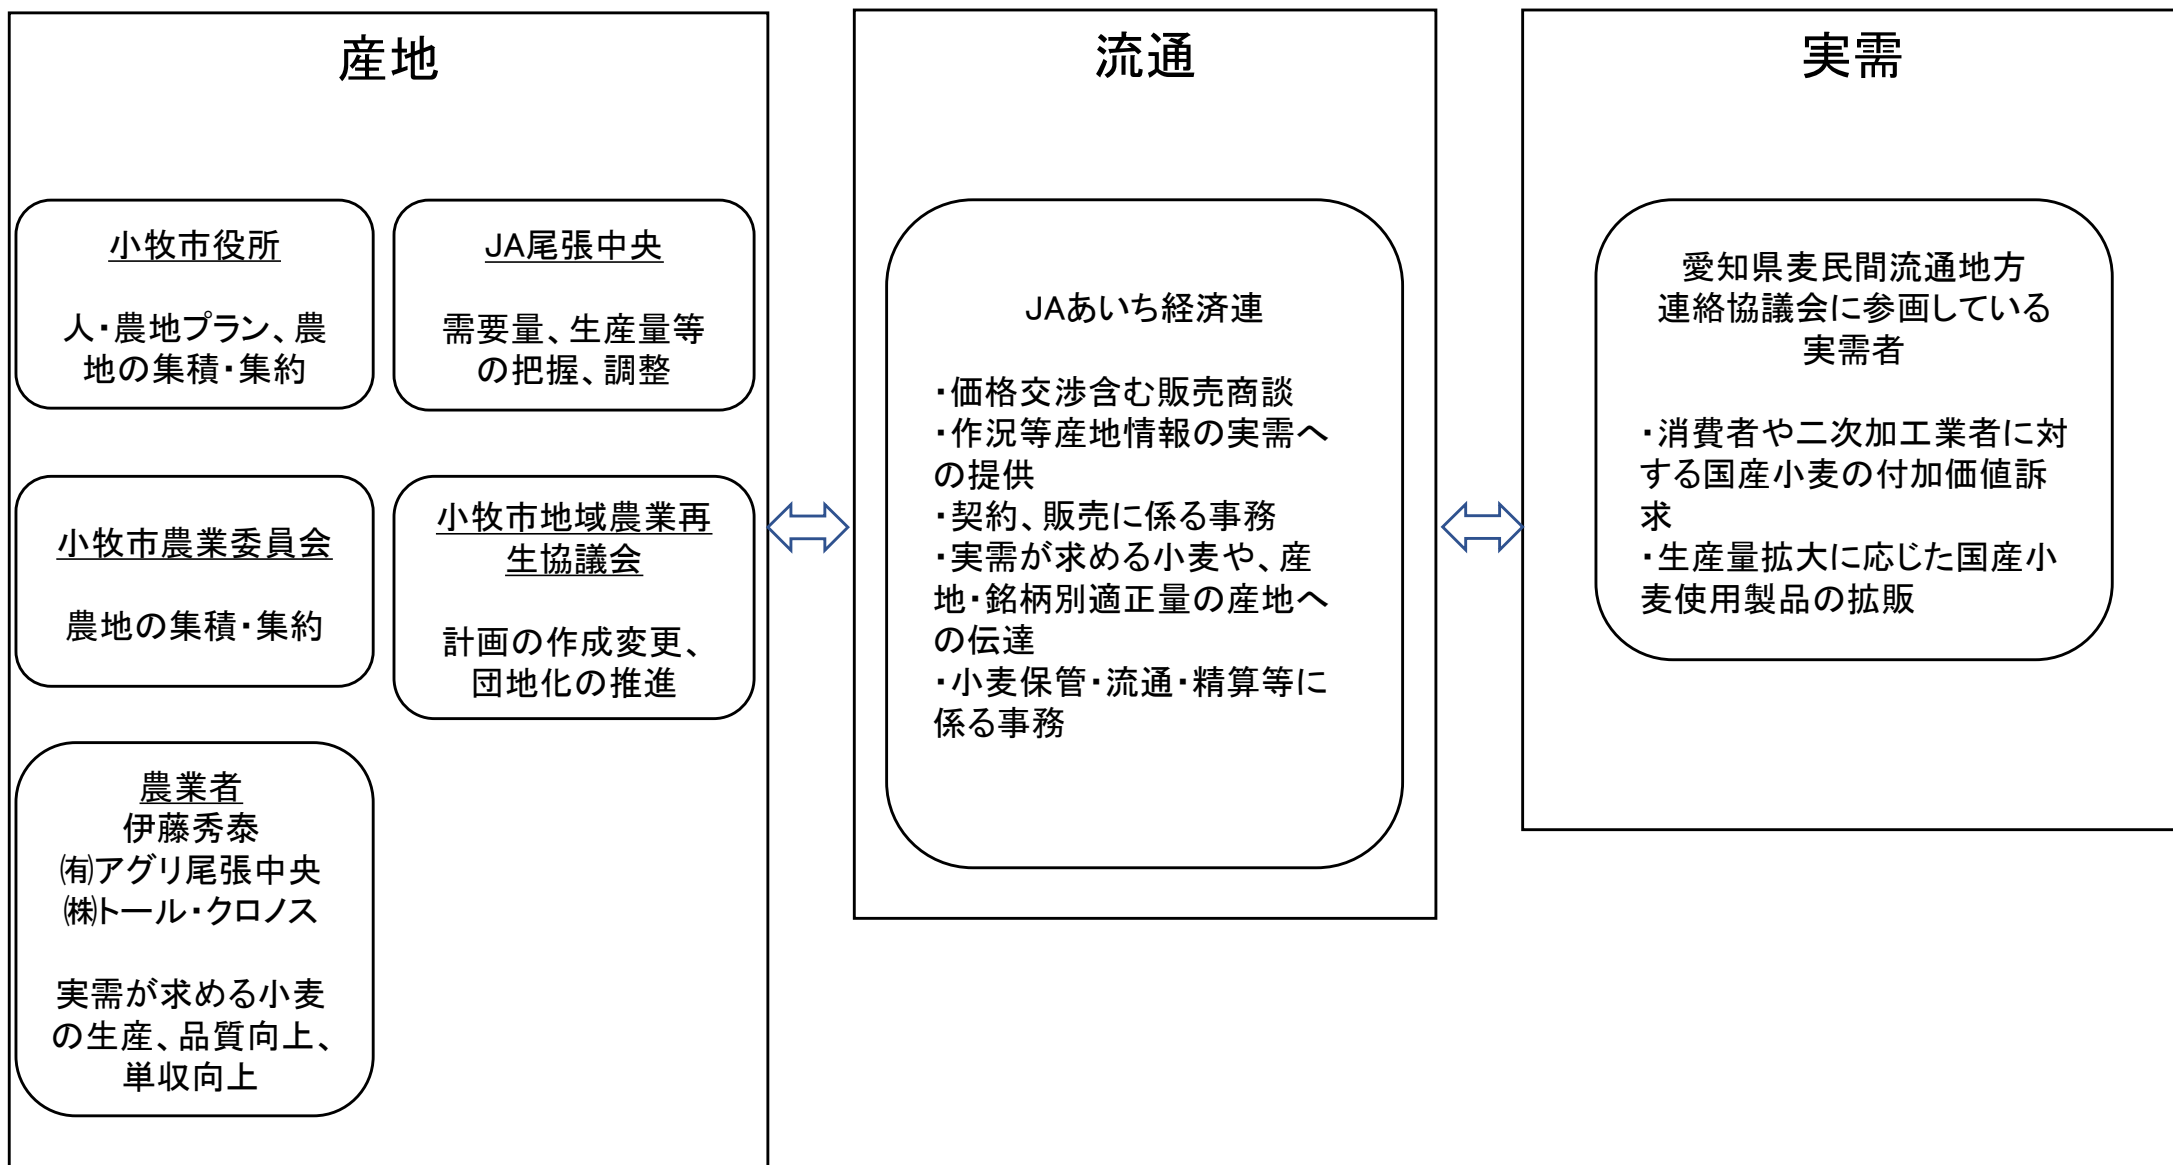 産地
小牧市役所
人・農地プラン、農
地の集積・集約
JA尾張中央
需要量、生産量等
の把握、調整
小牧市農業委員会
農地の集積・集約
小牧市地域農業再
生協議会
計画の作成変更、
団地化の推進
農業者
伊藤秀泰
㈲アグリ尾張中央
㈱トール・クロノス
実需が求める小麦
の生産、品質向上、
単収向上
流通
JAあいち経済連
・価格交渉含む販売商談
・作況等産地情報の実需へ
の提供
・契約、販売に係る事務
・実需が求める小麦や、産
地・銘柄別適正量の産地へ
の伝達
・小麦保管・流通・精算等に
係る事務
実需
愛知県麦民間流通地方
連絡協議会に参画している
実需者
・消費者や二次加工業者に対
する国産小麦の付加価値訴
求
・生産量拡大に応じた国産小
麦使用製品の拡販